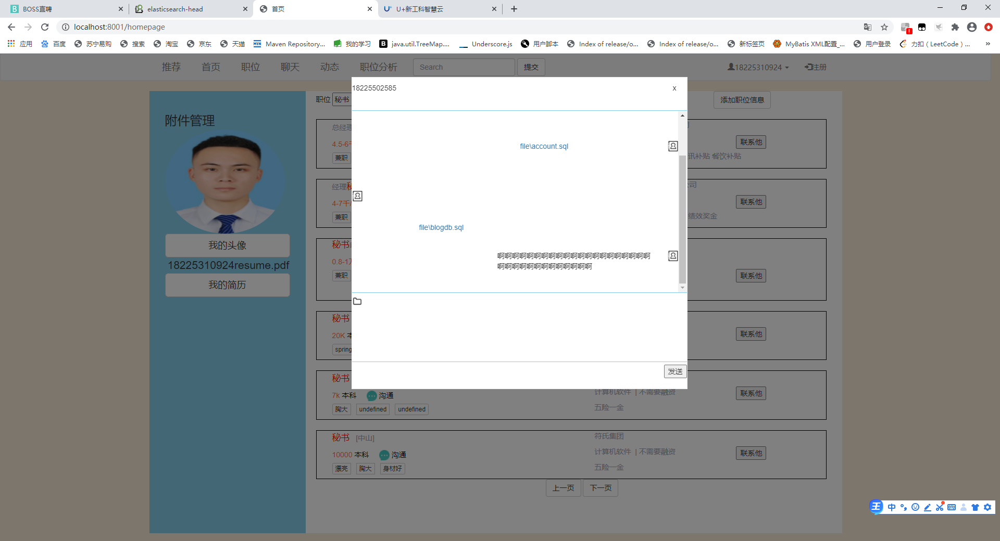 BOSS直聘
elasticsearch-head
首页
U+新工科智慧云
localhost:8001/homepage
应用 百度 苏宁易购 搜索 淘宝 京东 天猫 Maven Repository... 我的学习 java.util.TreeMap.... Underscore.js 用户脚本 Index of release/o... Index of release/o... 新标签页 MyBatis XML配置_... 用户登录 力扣 ( LeetCode ) ...
推荐 首页 职位 聊天 动态 职位分析 Search 提交 18225310924 注册
18225502585 x
职位 秘书 添加职位信息
附件管理
总经理
4.5-6千
兼职
联系他
讯补贴 餐饮补贴
file\account.sql
经理秘
4-7千/
兼职
公司
联系他
绩效奖金
file\blogdb.sql
秘书
0.8-1万
兼职
联系他
啊啊啊啊啊啊啊啊啊啊啊啊啊啊啊啊啊啊啊啊啊
啊啊啊啊啊啊啊啊啊啊啊啊啊
我的头像
18225310924resume.pdf
我的简历
秘书
20K 本
spring
联系他
发送
秘书
7k 本科 沟通
胸大 undefined undefined
计算机软件 | 不需要融资
五险一金
联系他
秘书 [中山]
10000 本科 沟通
漂亮 胸大 身材好
符氏集团
计算机软件 | 不需要融资
五险一金
联系他
上一页 下一页
王 中